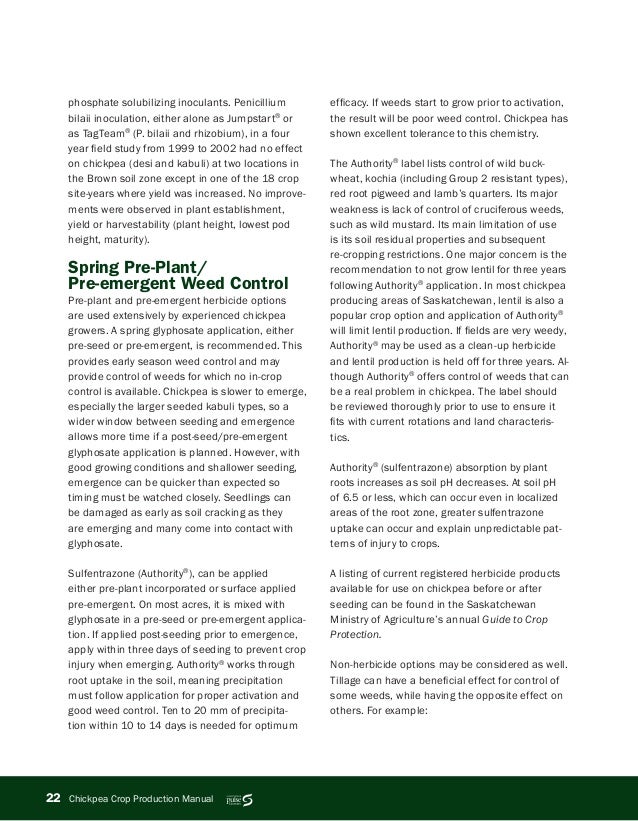 phosphate solubilizing inoculants. Penicillium
bilaii inoculation, either alone as Jumpstart® or
as TagTeam® (P. bilaii and rhizobium), in a four
year field study from 1999 to 2002 had no effect
on chickpea (desi and kabuli) at two locations in
the Brown soil zone except in one of the 18 crop
site-years where yield was increased. No improve-
ments were observed in plant establishment,
yield or harvestability (plant height, lowest pod
height, maturity).
Spring Pre-Plant/
Pre-emergent Weed Control
Pre-plant and pre-emergent herbicide options
are used extensively by experienced chickpea
growers. A spring glyphosate application, either
pre-seed or pre-emergent, is recommended. This
provides early season weed control and may
provide control of weeds for which no in-crop
control is available. Chickpea is slower to emerge,
especially the larger seeded kabuli types, so a
wider window between seeding and emergence
allows more time if a post-seed/pre-emergent
glyphosate application is planned. However, with
good growing conditions and shallower seeding,
emergence can be quicker than expected so
timing must be watched closely. Seedlings can
be damaged as early as soil cracking as they
are emerging and many come into contact with
glyphosate.
Sulfentrazone (Authority®), can be applied
either pre-plant incorporated or surface applied
pre-emergent. On most acres, it is mixed with
glyphosate in a pre-seed or pre-emergent applica-
tion. If applied post-seeding prior to emergence,
apply within three days of seeding to prevent crop
injury when emerging. Authority® works through
root uptake in the soil, meaning precipitation
must follow application for proper activation and
good weed control. Ten to 20 mm of precipita-
tion within 10 to 14 days is needed for optimum
efficacy. If weeds start to grow prior to activation,
the result will be poor weed control. Chickpea has
shown excellent tolerance to this chemistry.
The Authority® label lists control of wild buck-
wheat, kochia (including Group 2 resistant types),
red root pigweed and lamb's quarters. Its major
weakness is lack of control of cruciferous weeds,
such as wild mustard. Its main limitation of use
is its soil residual properties and subsequent
re-cropping restrictions. One major concern is the
recommendation to not grow lentil for three years
following Authority® application. In most chickpea
producing areas of Saskatchewan, lentil is also a
popular crop option and application of Authority®
will limit lentil production. If fields are very weedy,
Authority® may be used as a clean-up herbicide
and lentil production is held off for three years. Al-
though Authority® offers control of weeds that can
be a real problem in chickpea. The label should
be reviewed thoroughly prior to use to ensure it
fits with current rotations and land characteris-
tics.
Authority® (sulfentrazone) absorption by plant
roots increases as soil pH decreases. At soil pH
of 6.5 or less, which can occur even in localized
areas of the root zone, greater sulfentrazone
uptake can occur and explain unpredictable pat-
terns of injury to crops.
A listing of current registered herbicide products
available for use on chickpea before or after
seeding can be found in the Saskatchewan
Ministry of Agriculture's annual Guide to Crop
Protection.
Non-herbicide options may be considered as well.
Tillage can have a beneficial effect for control of
some weeds, while having the opposite effect on
others. For example:
22 Chickpea Crop Production Manual
pulse